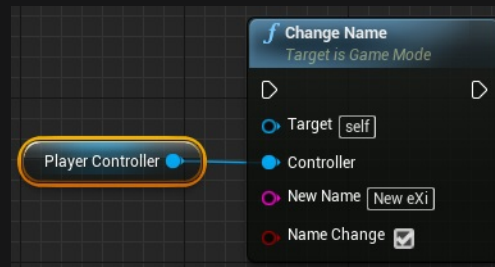 f Change Name
Target is Game Mode
Target self
Player Controller
Controller
New Name New eXi
Name Change